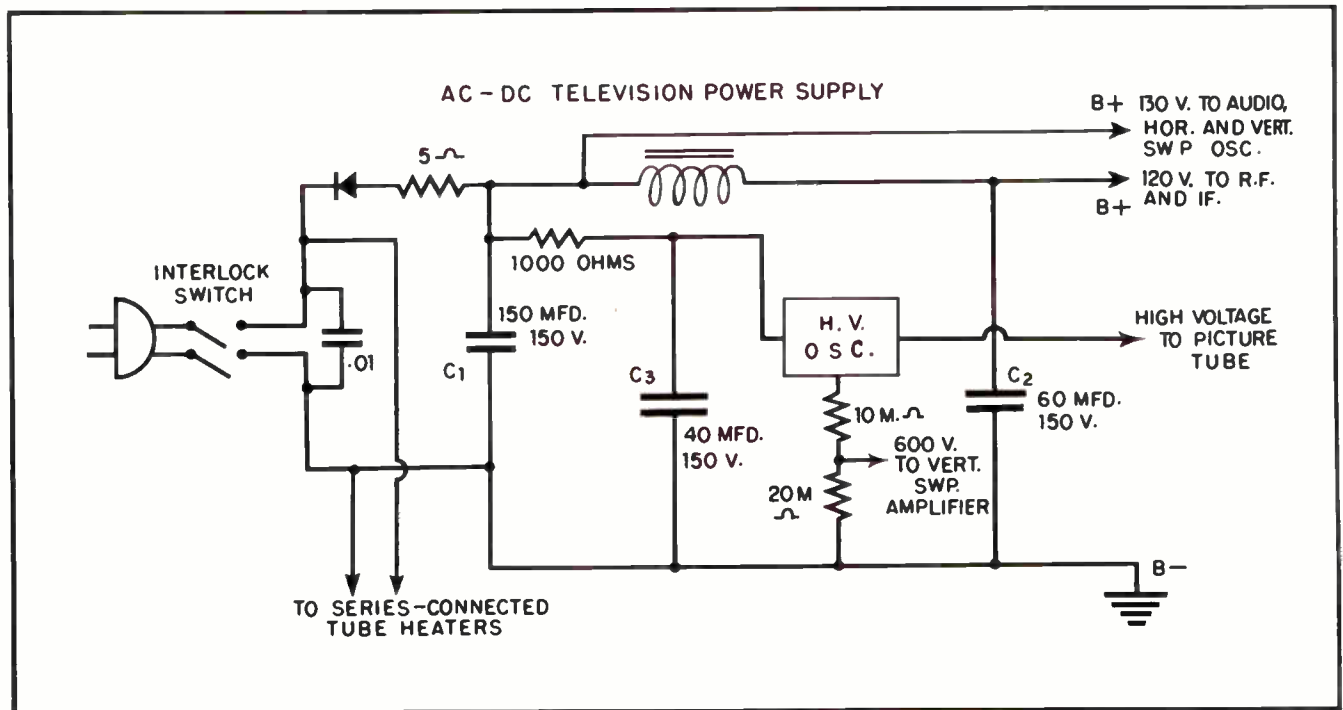 AC-DC TELEVISION POWER SUPPLY
B+ 130 V. TO AUDIO,
HOR. AND VERT.
SWP OSC.
5 Ω
120 V. TO R.F.
B+ AND IF.
1000 OHMS
INTERLOCK
SWITCH
150 MFD.
150 V.
.01
C1
H. V.
OSC.
HIGH VOLTAGE
TO PICTURE
TUBE
C3
C2
60 MFD.
150 V.
10 M. Ω
40 MFD.
150 V.
600 V.
TO VERT.
SWP.
AMPLIFIER
20 M
Ω
B-
TO SERIES-CONNECTED
TUBE HEATERS